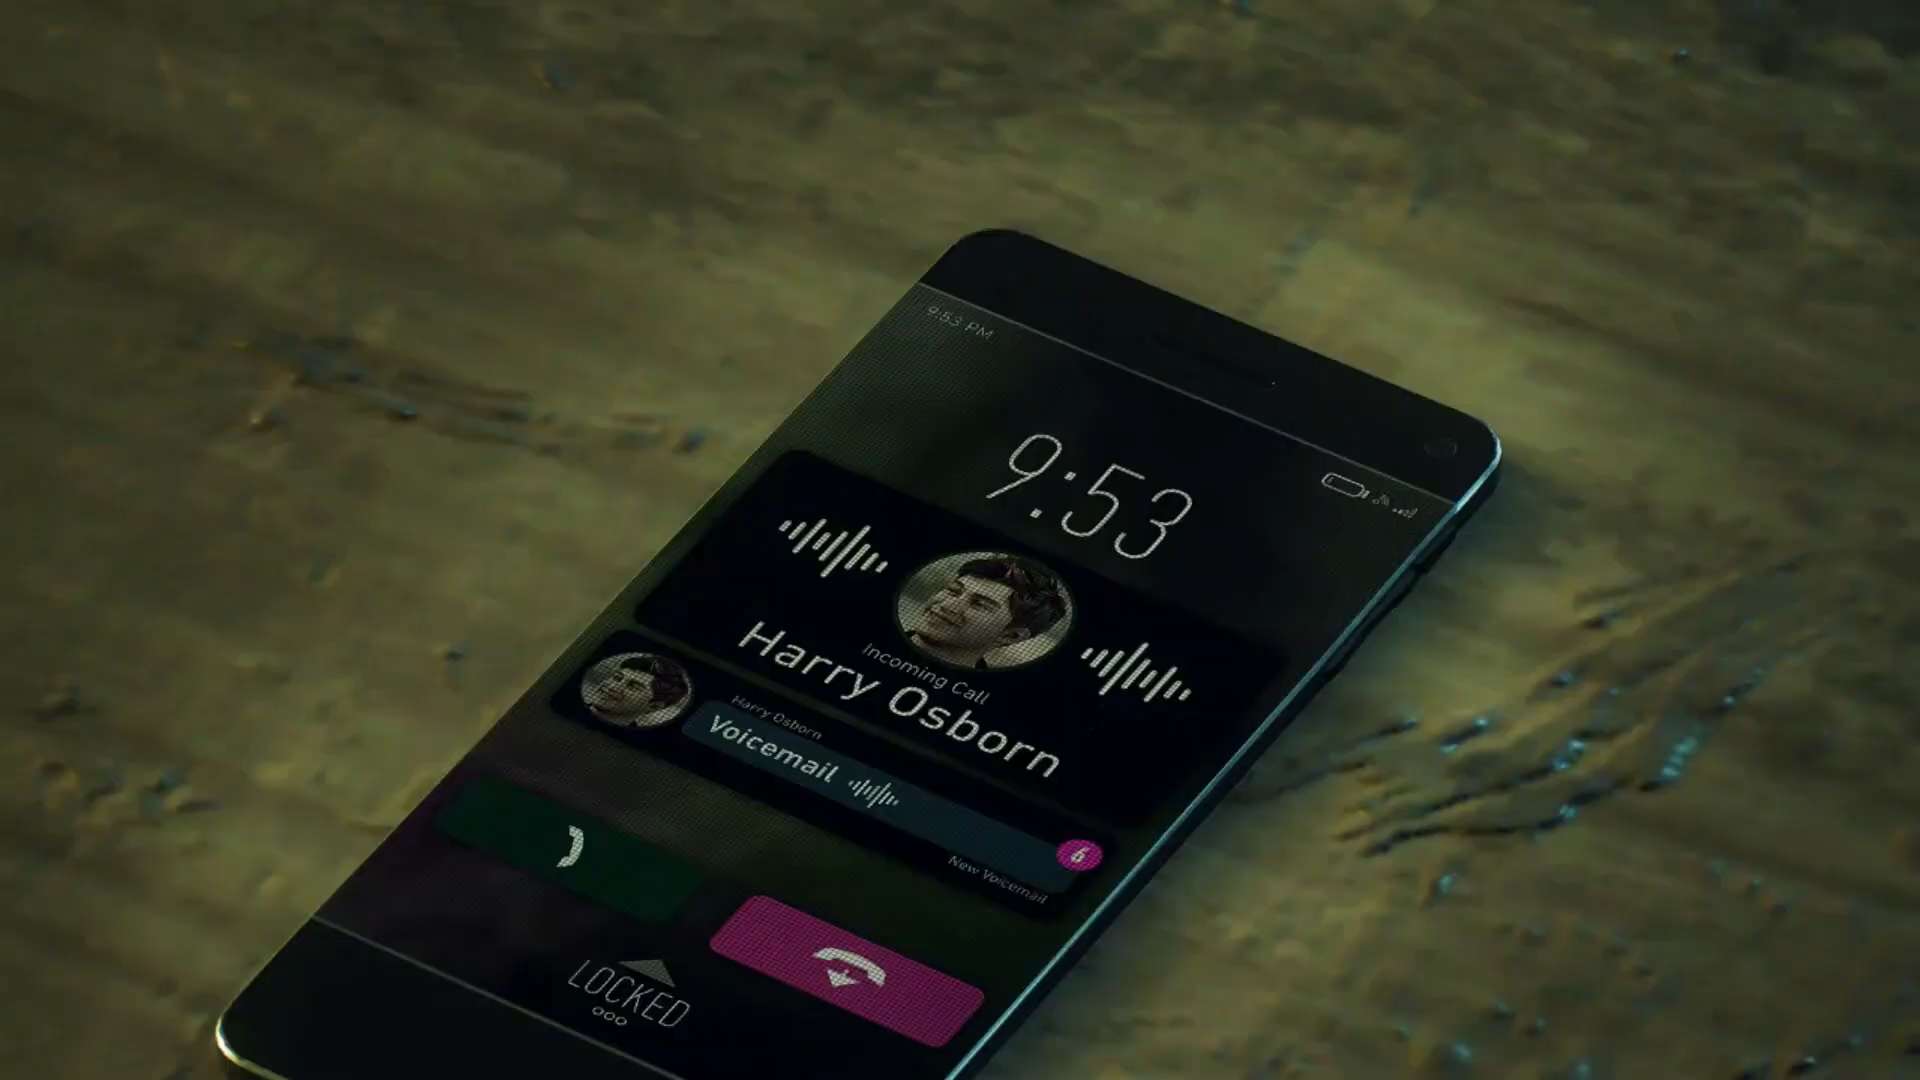 9:53 PM
9:53
Incoming Call
Harry Osborn
Harry Osborn
Voicemail
6
New Voicemail
LOCKED